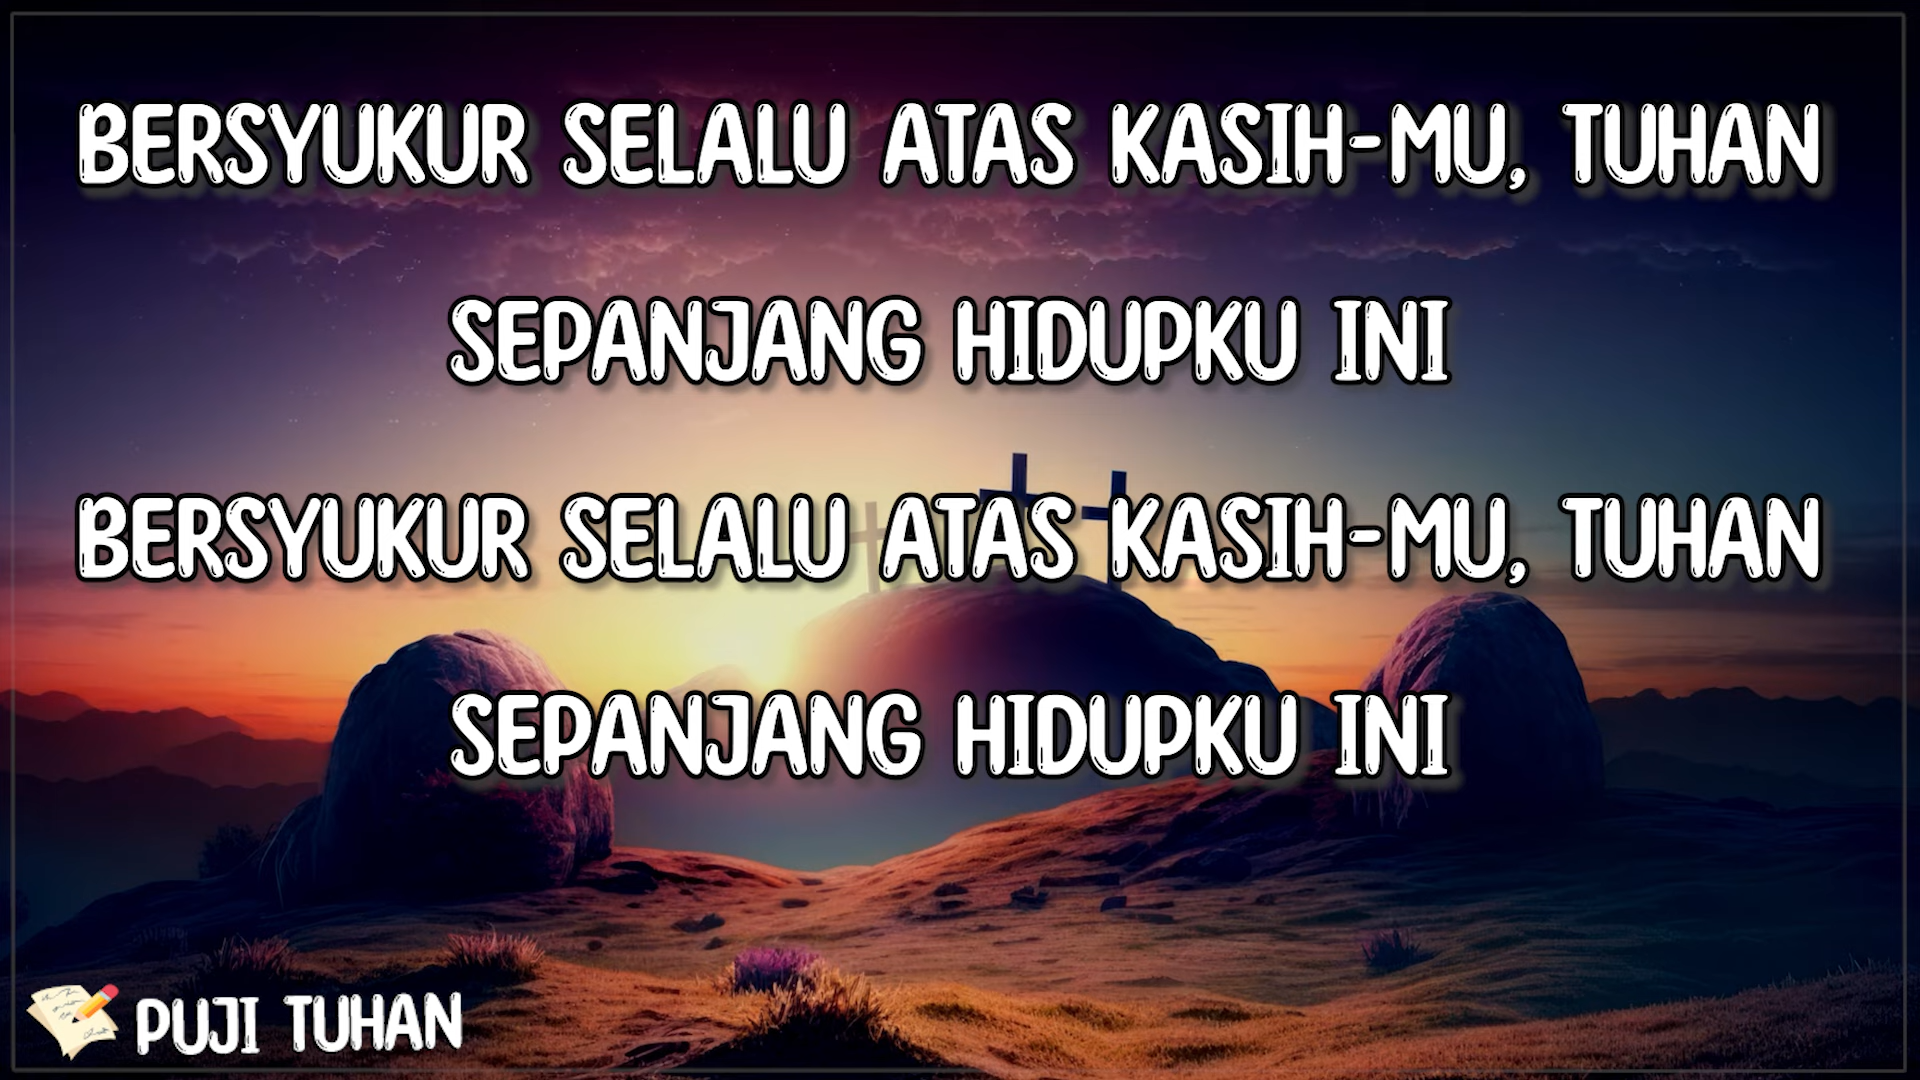 BERSYUKUR SELALU ATAS KASIH-MU, TUHAN
SEPANJANG HIDUPKU INI
BERSYUKUR SELALU ATAS KASIH-MU, TUHAN
SEPANJANG HIDUPKU INI
PUJI TUHAN